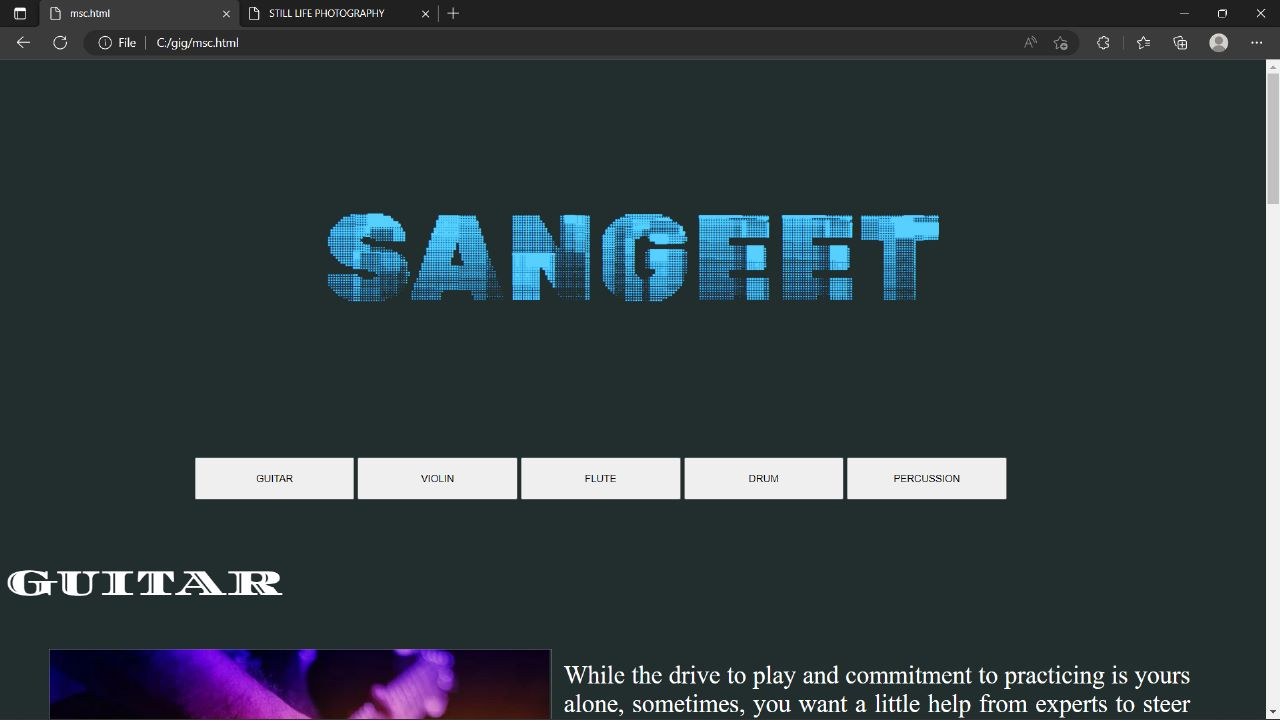 msc.html
STILL LIFE PHOTOGRAPHY
File
C:/gig/msc.html
SANGEET
GUITAR
VIOLIN
FLUTE
DRUM
PERCUSSION
GUITAR
While the drive to play and commitment to practicing is yours
alone, sometimes, you want a little help from experts to steer